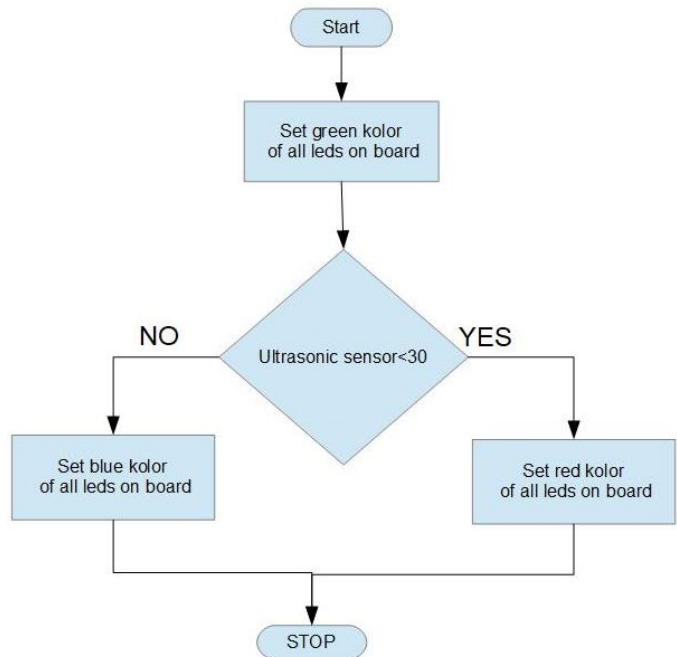 Start
Set green kolor
of all leds on board
NO
YES
Ultrasonic sensor<30
Set blue kolor
of all leds on board
Set red kolor
of all leds on board
STOP